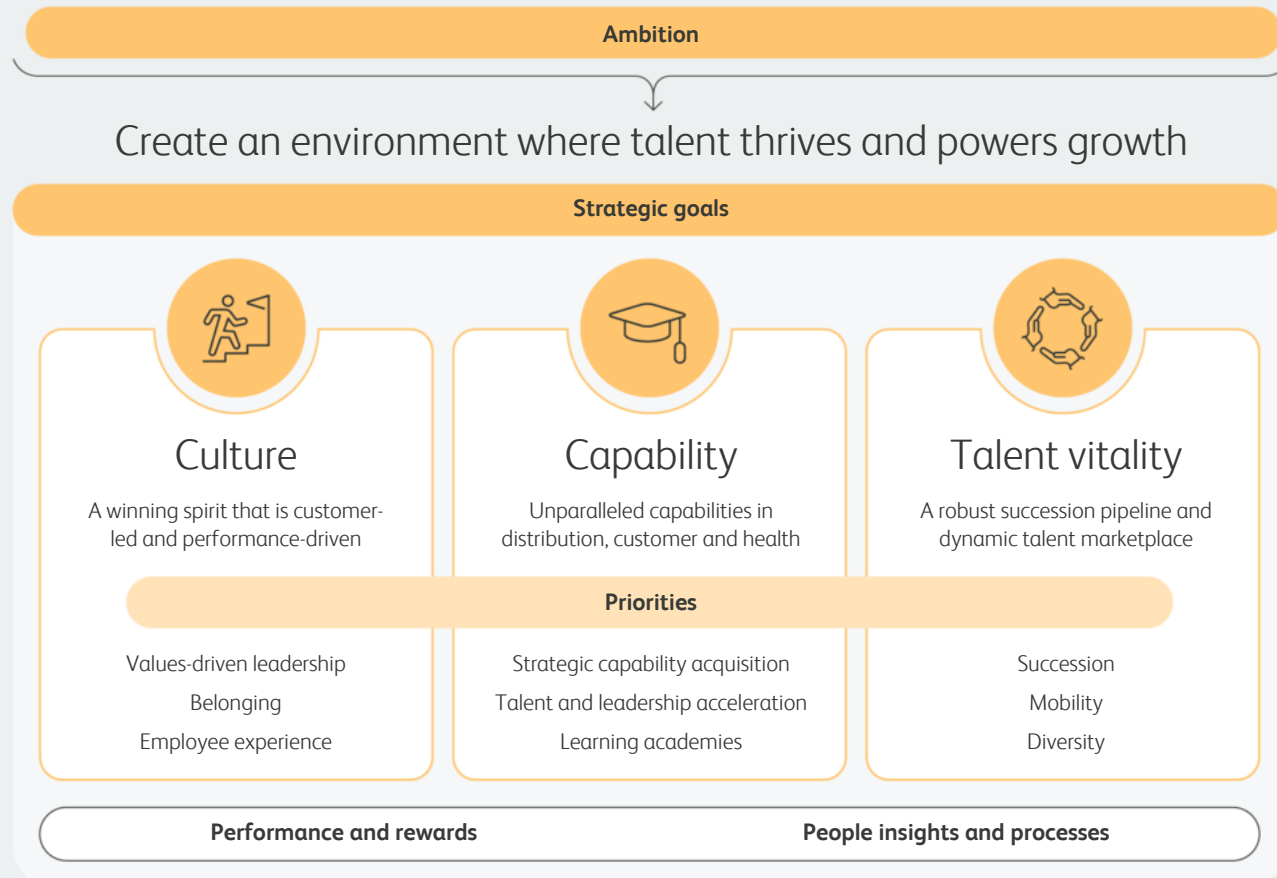 Ambition
Create an environment where talent thrives and powers growth
Strategic goals
Culture
A winning spirit that is customer-
led and performance-driven
Capability
Unparalleled capabilities in
distribution, customer and health
Talent vitality
A robust succession pipeline and
dynamic talent marketplace
Priorities
Values-driven leadership
Belonging
Employee experience
Strategic capability acquisition
Talent and leadership acceleration
Learning academies
Succession
Mobility
Diversity
Performance and rewards
People insights and processes